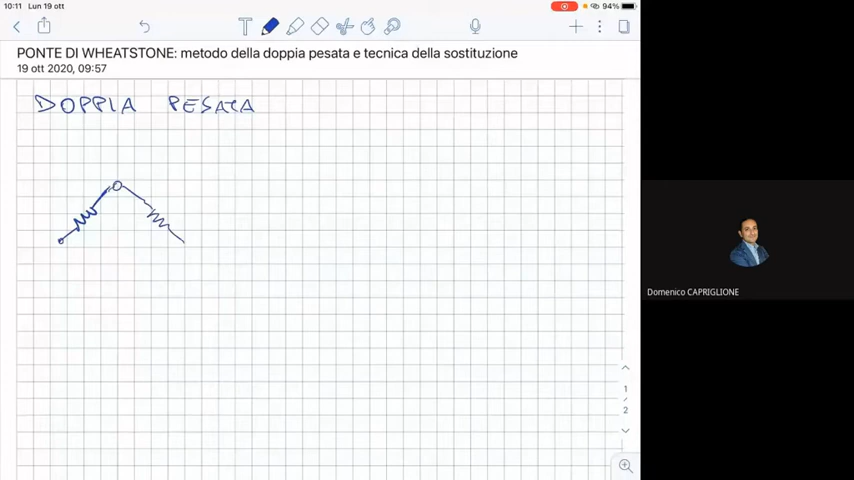 10:11 Lun 19 ott
94%
PONTE DI WHEATSTONE: metodo della doppia pesata e tecnica della sostituzione
19 ott 2020, 09:57
DOPPIA PESATA
Domenico CAPRIGLIONE
1
2